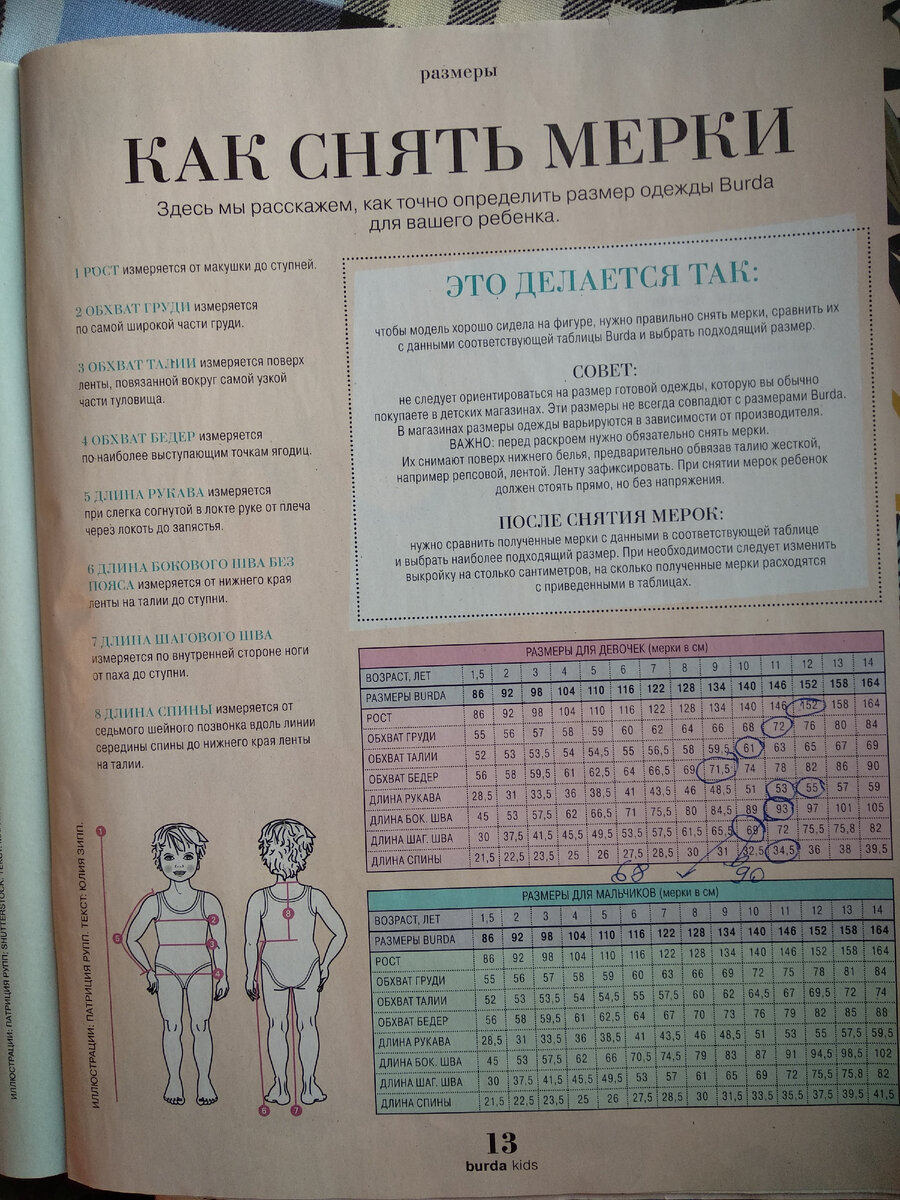 размеры
КАК СНЯТЬ МЕРКИ
Здесь мы расскажем, как точно определить размер одежды Burda
для вашего ребенка.
1 РОСТ измеряется от макушки до ступней.
2 ОБХВАТ ГРУДИ измеряется
по самой широкой части груди.
3 ОБХВАТ ТАЛИИ измеряется поверх
ленты, повязанной вокруг самой узкой
части туловища.
4 ОБХВАТ БЕДЕР измеряется
по наиболее выступающим точкам ягодиц.
5 ДЛИНА РУКАВА измеряется
при слегка согнутой в локте руке от плеча
через локоть до запястья.
6 ДЛИНА БОКОВОГО ШВА БЕЗ
ПОЯСА измеряется от нижнего края
ленты на талии до ступни.
7 ДЛИНА ШАГОВОГО ШВА
измеряется по внутренней стороне ноги
от паха до ступни.
8 ДЛИНА СПИНЫ измеряется от
седьмого шейного позвонка вдоль линии
середины спины до нижнего края ленты
на талии.
ЭТО ДЕЛАЕТСЯ ТАК:
чтобы модель хорошо сидела на фигуре, нужно правильно снять мерки, сравнить их
с данными соответствующей таблицы Burda и выбрать подходящий размер.
СОВЕТ:
не следует ориентироваться на размер готовой одежды, которую вы обычно
покупаете в детских магазинах. Эти размеры не всегда совпадают с размерами Burda.
В магазинах размеры одежды варьируются в зависимости от производителя.
ВАЖНО: перед раскроем нужно обязательно снять мерки.
Их снимают поверх нижнего белья, предварительно обвязав талию жесткой,
например репсовой, лентой. Ленту зафиксировать. При снятии мерок ребенок
должен стоять прямо, но без напряжения.
ПОСЛЕ СНЯТИЯ МЕРОК:
нужно сравнить полученные мерки с данными в соответствующей таблице
и выбрать наиболее подходящий размер. При необходимости следует изменить
выкройку на столько сантиметров, на сколько полученные мерки расходятся
с приведенными в таблицах.
РАЗМЕРЫ ДЛЯ ДЕВОЧЕК (мерки в см)
ВОЗРАСТ, ЛЕТ 1,5 2 3 4 5 6 7 8 9 10 11 12 13 14
РАЗМЕРЫ BURDA 86 92 98 104 110 116 122 128 134 140 146 152 158 164
РОСТ 86 92 98 104 110 116 122 128 134 140 146 152 158 164
ОБХВАТ ГРУДИ 55 56 57 58 59 60 62 64 66 68 72 76 80 84
ОБХВАТ ТАЛИИ 52 53 53,5 54 54,5 55 56,5 58 59,5 61 63 65 67 69
ОБХВАТ БЕДЕР 56 58 59,5 61 62,5 64 66,5 69 71,5 74 78 82 86 90
ДЛИНА РУКАВА 28,5 31 33,5 36 38,5 41 43,5 46 48,5 51 53 55 57 59
ДЛИНА БОК. ШВА 45 53 57,5 62 66,5 71 75,5 80 84,5 89 93 97 101 105
ДЛИНА ШАГ. ШВА 30 37,5 41,5 45,5 49,5 53,5 57,5 61,5 65,5 69 72 75,5 75,8 82
ДЛИНА СПИНЫ 21,5 22,5 23,5 25 26 27,5 28,5 30 31 32,5 34,5 36 38 39,5
68 90
РАЗМЕРЫ ДЛЯ МАЛЬЧИКОВ (мерки в см)
ВОЗРАСТ, ЛЕТ 1,5 2 3 4 5 6 7 8 9 10 11 12 13 14
РАЗМЕРЫ BURDA 86 92 98 104 110 116 122 128 134 140 146 152 158 164
РОСТ 86 92 98 104 110 116 122 128 134 140 146 152 158 164
ОБХВАТ ГРУДИ 55 56 57 58 59 60 63 66 69 72 75 78 81 84
ОБХВАТ ТАЛИИ 52 53 53,5 54 54,5 55 57,5 60 62 64,5 67 69,5 72 74
ОБХВАТ БЕДЕР 56 58 59,5 61 62,5 64 67 70 73 76 79 82 85 88
ДЛИНА РУКАВА 28,5 31 33,5 36 38,5 41 43,5 46 48,5 51 53 55 57,5 59,5
ДЛИНА БОК. ШВА 45 53 57,5 62 66 70,5 74,5 79 83 87 91 94,5 98,5 102
ДЛИНА ШАГ. ШВА 30 37,5 41,5 45,5 49,5 53 57 61 65 69 72 75,5 75,8 82
ДЛИНА СПИНЫ 21,5 22,5 23,5 25 26 27,5 28,5 30 31,5 33,5 35,5 37,5 39,5 41,5
1
2
3
4
5
6
7
8
ИЛЛЮСТРАЦИИ: ПАТРИЦИЯ РУПП. ТЕКСТ: ЮЛИЯ ЗИПП.
ИЛЛЮСТРАЦИИ: ПАТРИЦИЯ РУПП; SHUTTERSTOCK.
13
burda kids